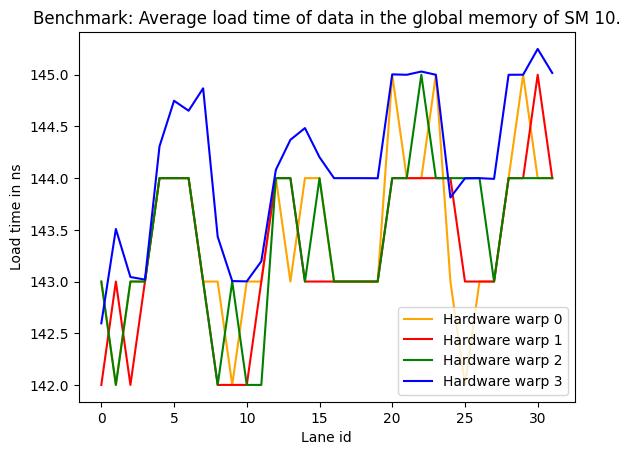 Benchmark: Average load time of data in the global memory of SM 10.
Load time in ns
145.0
144.5
144.0
143.5
143.0
142.5
142.0
0 5 10 15 20 25 30
Lane id
Hardware warp 0
Hardware warp 1
Hardware warp 2
Hardware warp 3